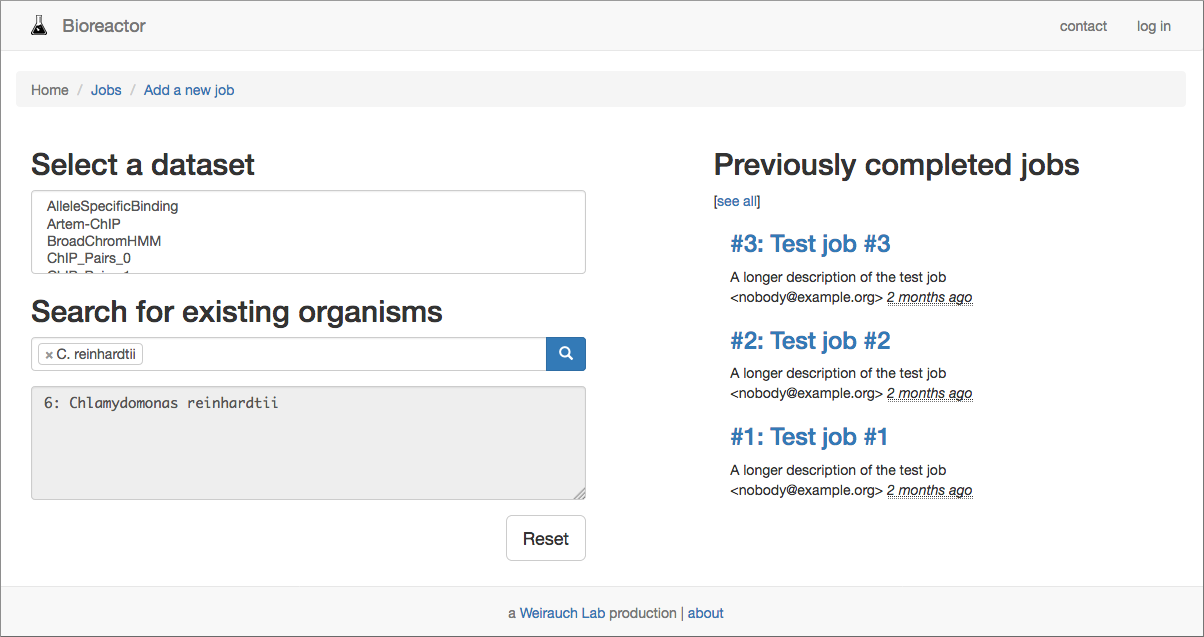 Bioreactor
contact
log in
Home / Jobs / Add a new job
Select a dataset
AlleleSpecificBinding
Artem-ChIP
BroadChromHMM
ChIP_Pairs_0
Search for existing organisms
× C. reinhardtii
6: Chlamydomonas reinhardtii
Reset
Previously completed jobs
[see all]
#3: Test job #3
A longer description of the test job
<nobody@example.org> 2 months ago
#2: Test job #2
A longer description of the test job
<nobody@example.org> 2 months ago
#1: Test job #1
A longer description of the test job
<nobody@example.org> 2 months ago
a Weirauch Lab production | about